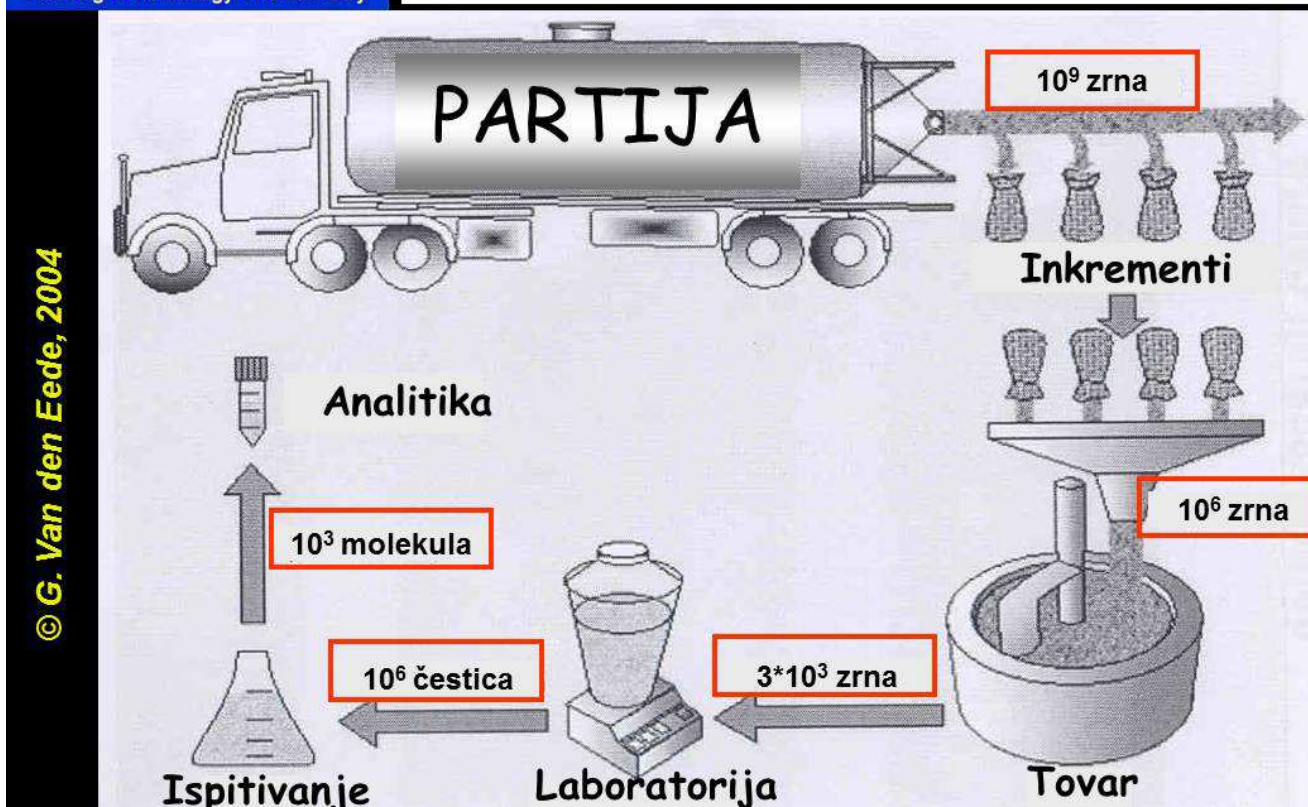 PARTIJA
10⁹ zrna
Inkrementi
10⁶ zrna
Tovar
3*10³ zrna
Laboratorija
10⁶ čestica
Ispitivanje
10³ molekula
Analitika
© G. Van den Eede, 2004